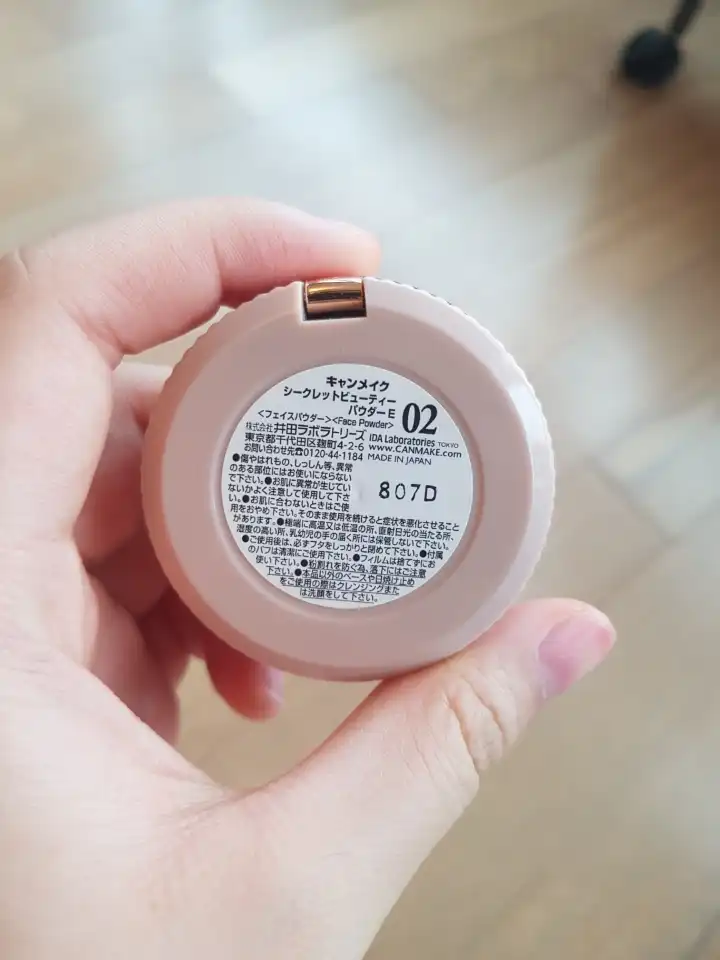 キャンメイク
シークレットビューティー
パウダーE 02
<フェイスパウダー><Face Powder>
株式会社 井田ラボラトリーズ IDA Laboratories TOKYO
東京都千代田区麹町4-2-6 www.CANMAKE.com
お問い合わせ先☎0120-44-1184 MADE IN JAPAN
●傷やはれもの、しっしん等、異常
のある部位にはお使いにならない
で下さい。●お肌に異常が生じてい
ないかよく注意して使用して下さ
い。●お肌に合わないときはご使
807D
用をおやめ下さい。そのまま使用を続けると症状を悪化させること
があります。●極端に高温又は低温の所、直射日光の当たる所、
湿度の高い所、乳幼児の手の届く所には保管しないで下さい。
●ご使用後は、必ずフタをしっかりと閉めて下さい。●付属
のパフは清潔にご使用下さい。●フィルムは捨てずにお
使い下さい。●粉割れを防ぐ為、落下にはご注意
下さい。●本品以外のベースや日焼け止め
をご使用の際はクレンジングまた
は洗顔をして下さい。